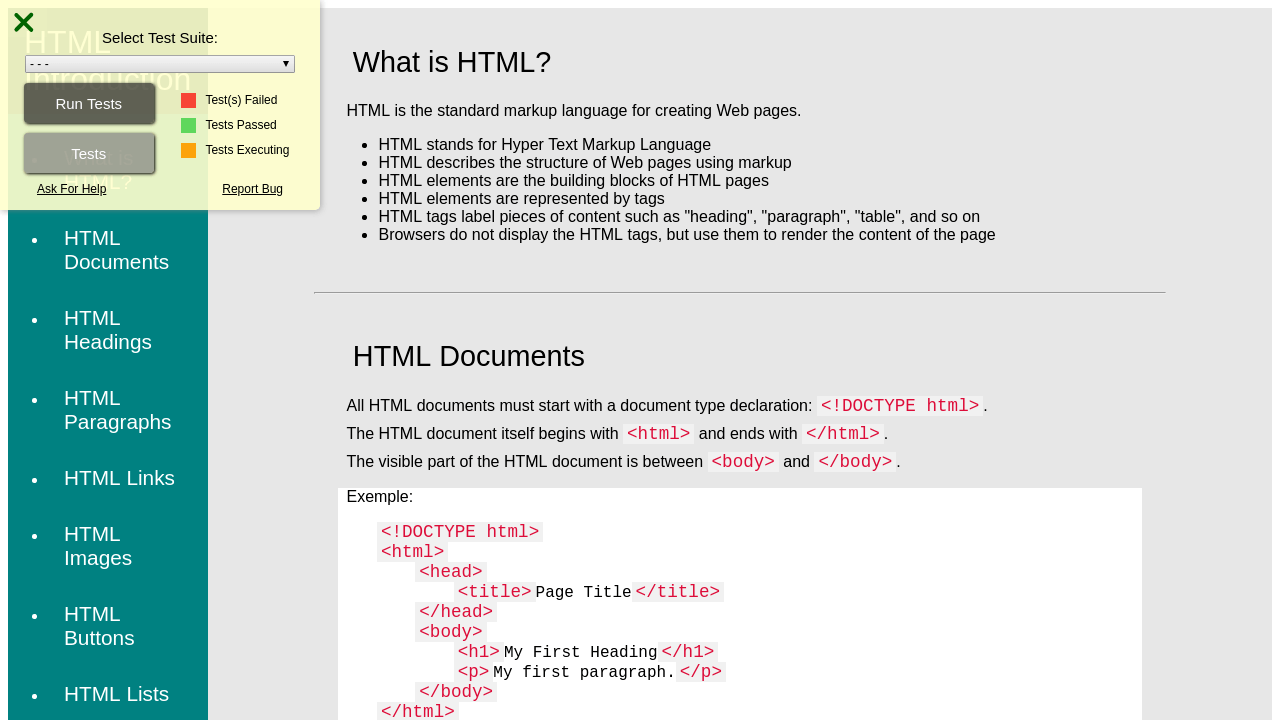 Select Test Suite:
- - -
Run Tests
Tests
Test(s) Failed
Tests Passed
Tests Executing
Ask For Help
Report Bug
HTML
Introduction
What is
HTML?
HTML
Documents
HTML
Headings
HTML
Paragraphs
HTML Links
HTML
Images
HTML
Buttons
HTML Lists
What is HTML?
HTML is the standard markup language for creating Web pages.
HTML stands for Hyper Text Markup Language
HTML describes the structure of Web pages using markup
HTML elements are the building blocks of HTML pages
HTML elements are represented by tags
HTML tags label pieces of content such as "heading", "paragraph", "table", and so on
Browsers do not display the HTML tags, but use them to render the content of the page
HTML Documents
All HTML documents must start with a document type declaration: <!DOCTYPE html>.
The HTML document itself begins with <html> and ends with </html>.
The visible part of the HTML document is between <body> and </body>.
Exemple:
<!DOCTYPE html>
<html>
<head>
<title>Page Title</title>
</head>
<body>
<h1>My First Heading</h1>
<p>My first paragraph.</p>
</body>
</html>